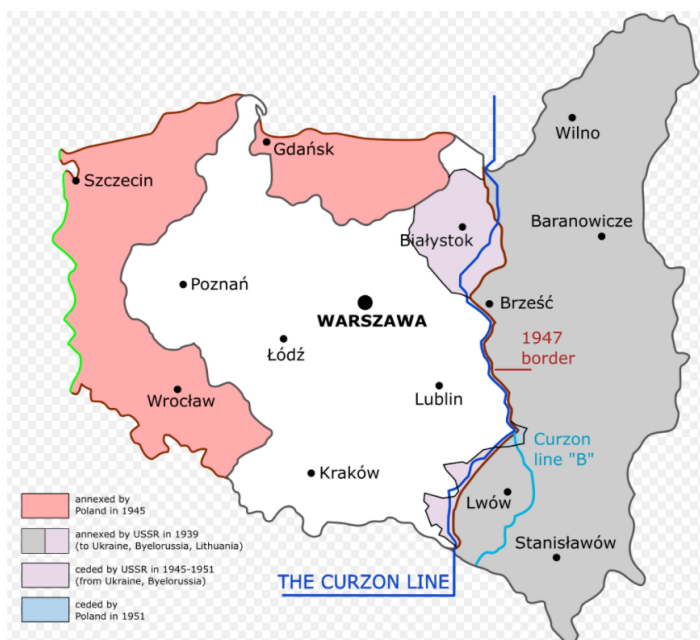 Wilno
Gdańsk
Szczecin
Baranowicze
Białystok
Poznań
Brześć
WARSZAWA
1947
border
Łódź
Wrocław
Lublin
Curzon
line "B"
Kraków
Lwów
Stanisławów
THE CURZON LINE
annexed by
Poland in 1945
annexed by USSR in 1939
(to Ukraine, Byelorussia, Lithuania)
ceded by USSR in 1945-1951
(from Ukraine, Byelorussia)
ceded by
Poland in 1951